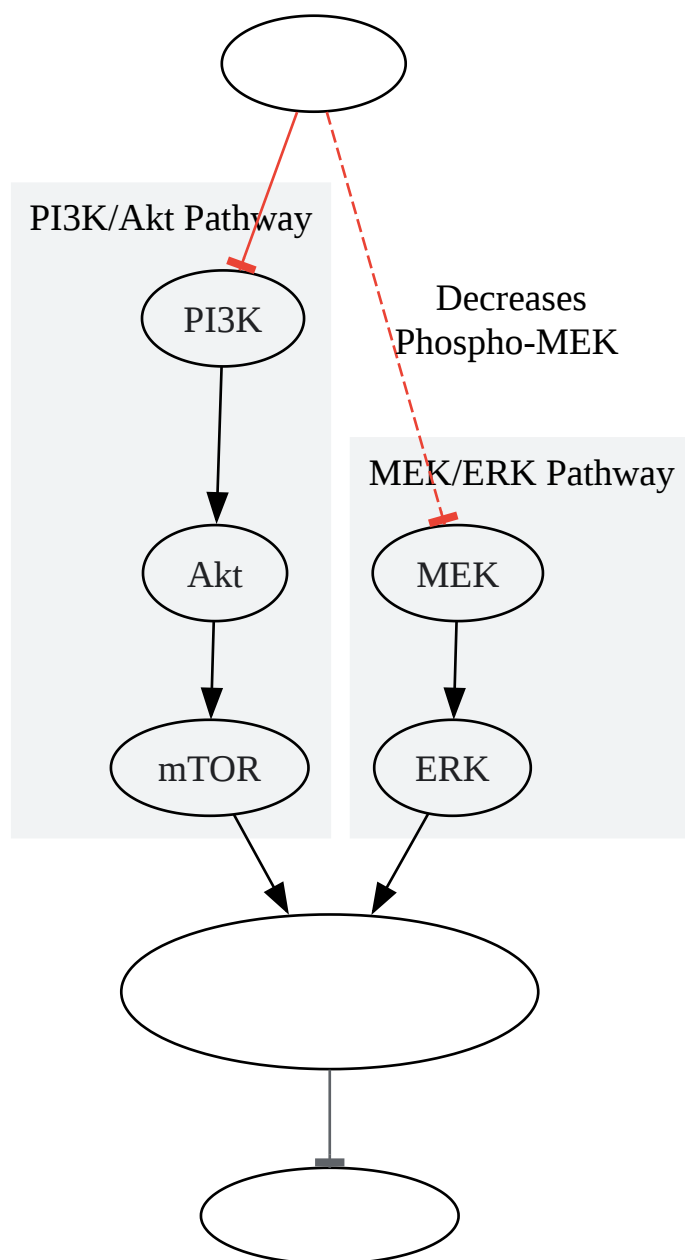 PI3K/Akt Pathway
PI3K
Decreases
Phospho-MEK
MEK/ERK Pathway
Akt
MEK
mTOR
ERK